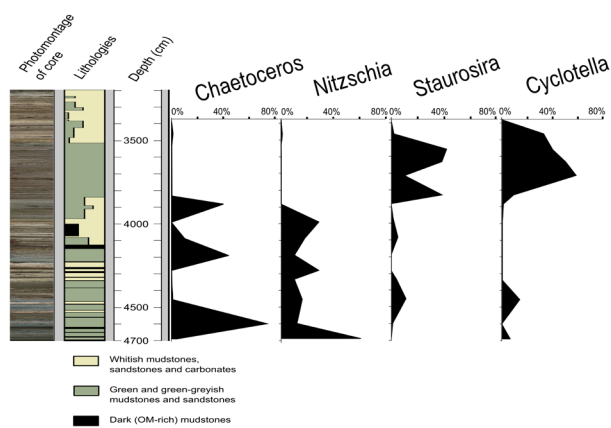 Photomontage
of core
Lithologies
Depth (cm)
Chaetoceros
Nitzschia
Staurosira
Cyclotella
0% 40% 80%
0% 40% 80%
0% 40% 80%
0% 40% 80%
3500
4000
4500
4700
Whitish mudstones,
sandstones and carbonates
Green and green-greyish
mudstones and sandstones
Dark (OM-rich) mudstones